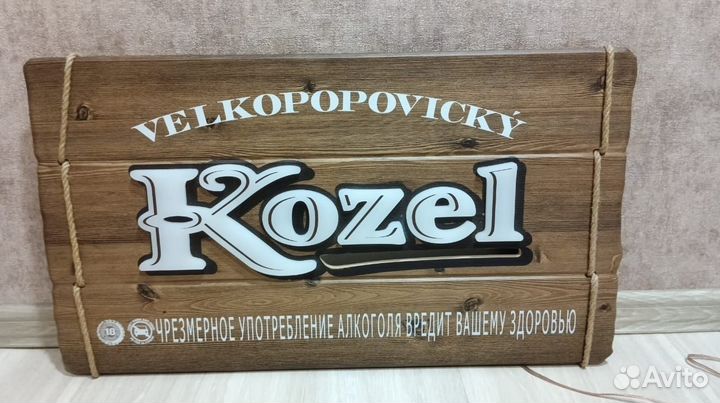 VELKOPOPOVICKÝ
Kozel
18 ЧРЕЗМЕРНОЕ УПОТРЕБЛЕНИЕ АЛКОГОЛЯ ВРЕДИТ ВАШЕМУ ЗДОРОВЬЮ
Avito